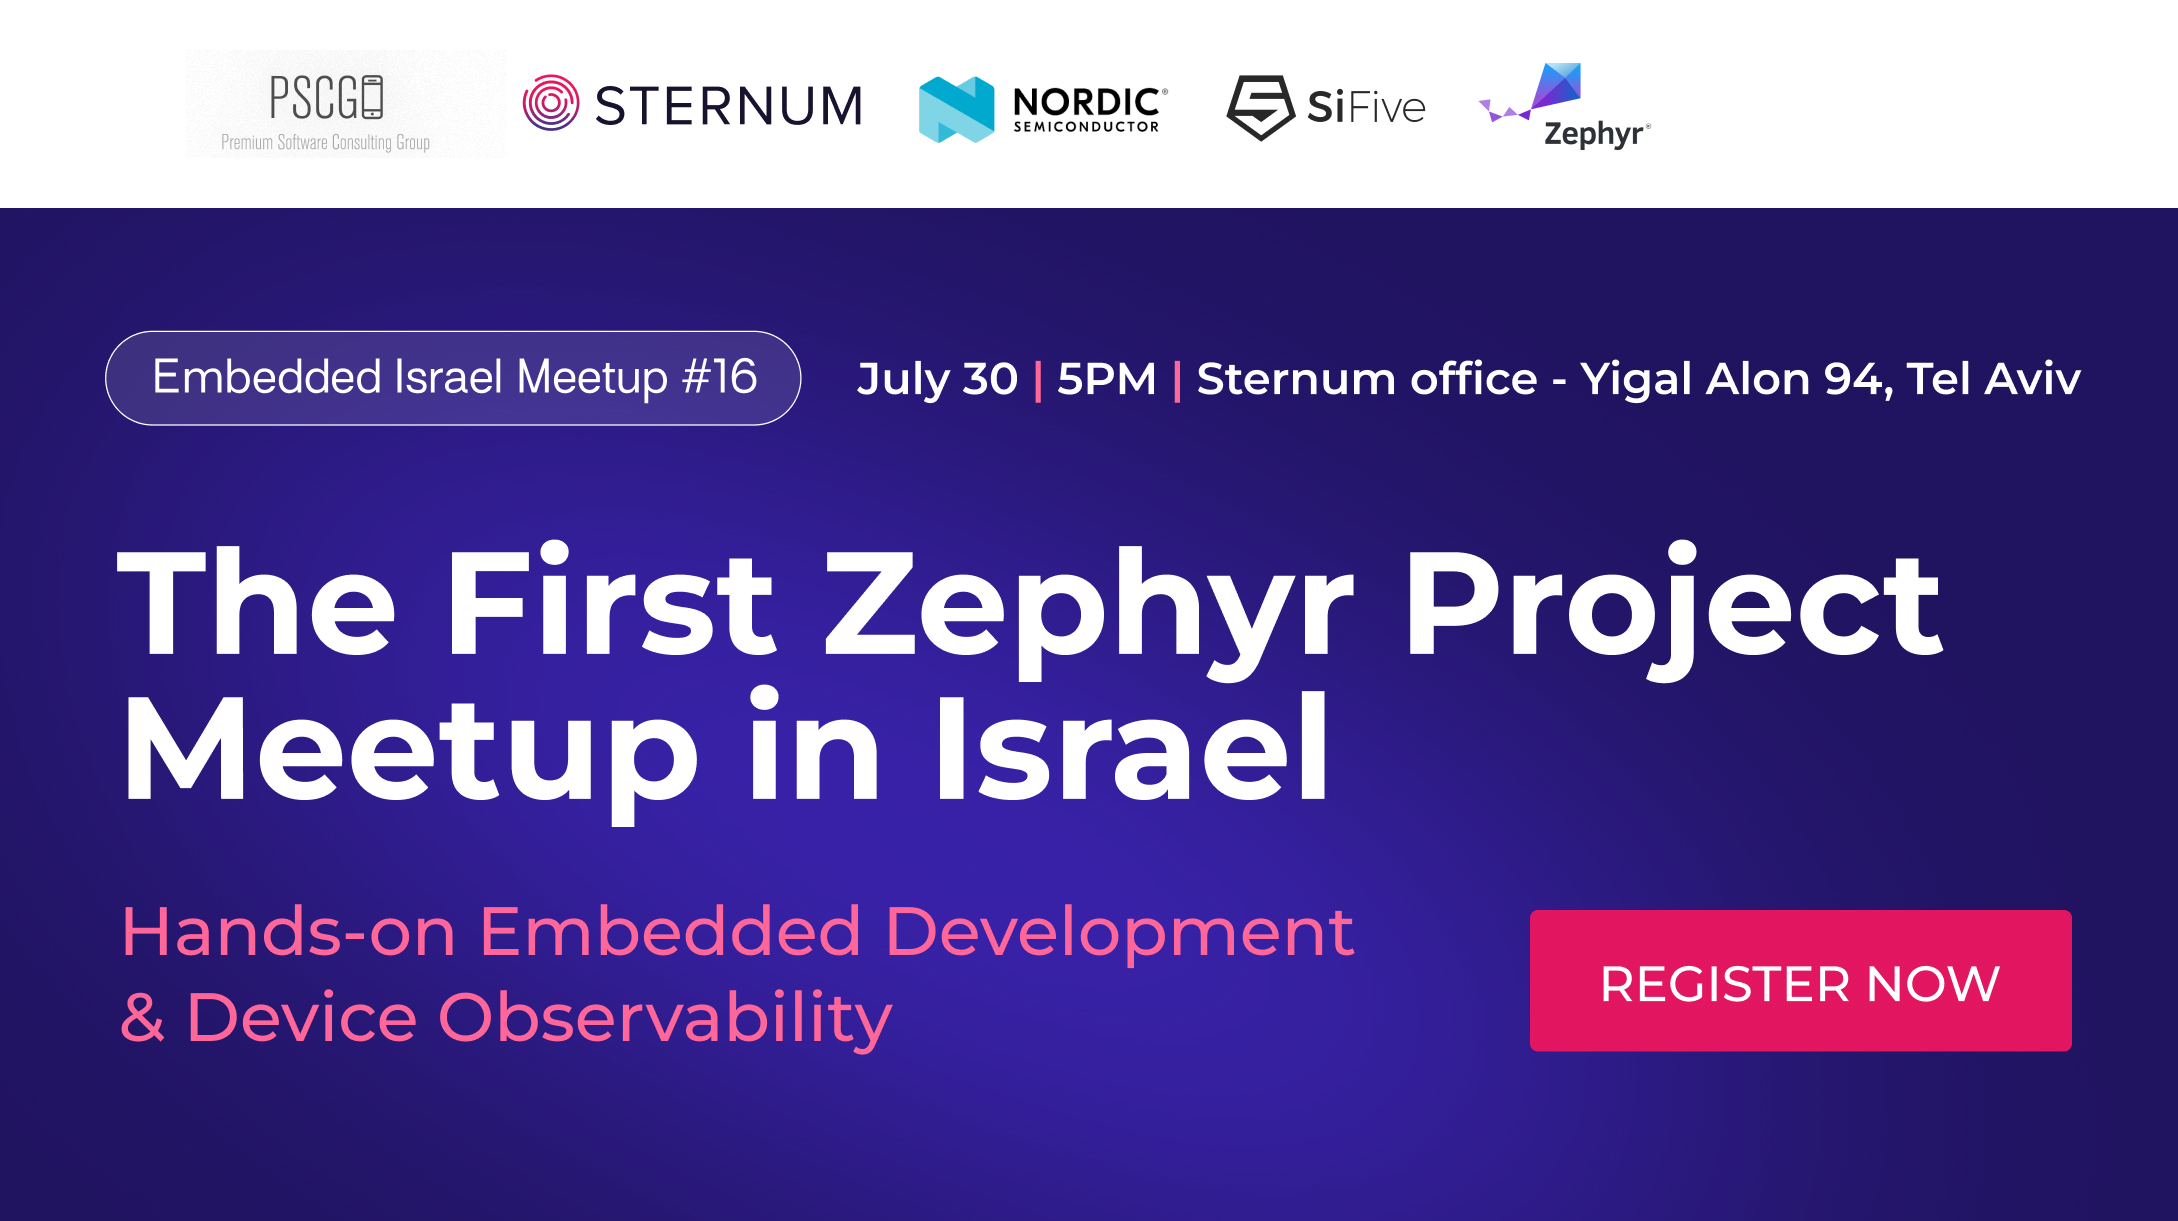 PSCG
Premium Software Consulting Group
STERNUM
NORDIC®
SEMICONDUCTOR
SiFive
Zephyr®
Embedded Israel Meetup #16
July 30 | 5PM | Sternum office - Yigal Alon 94, Tel Aviv
The First Zephyr Project
Meetup in Israel
Hands-on Embedded Development
& Device Observability
REGISTER NOW